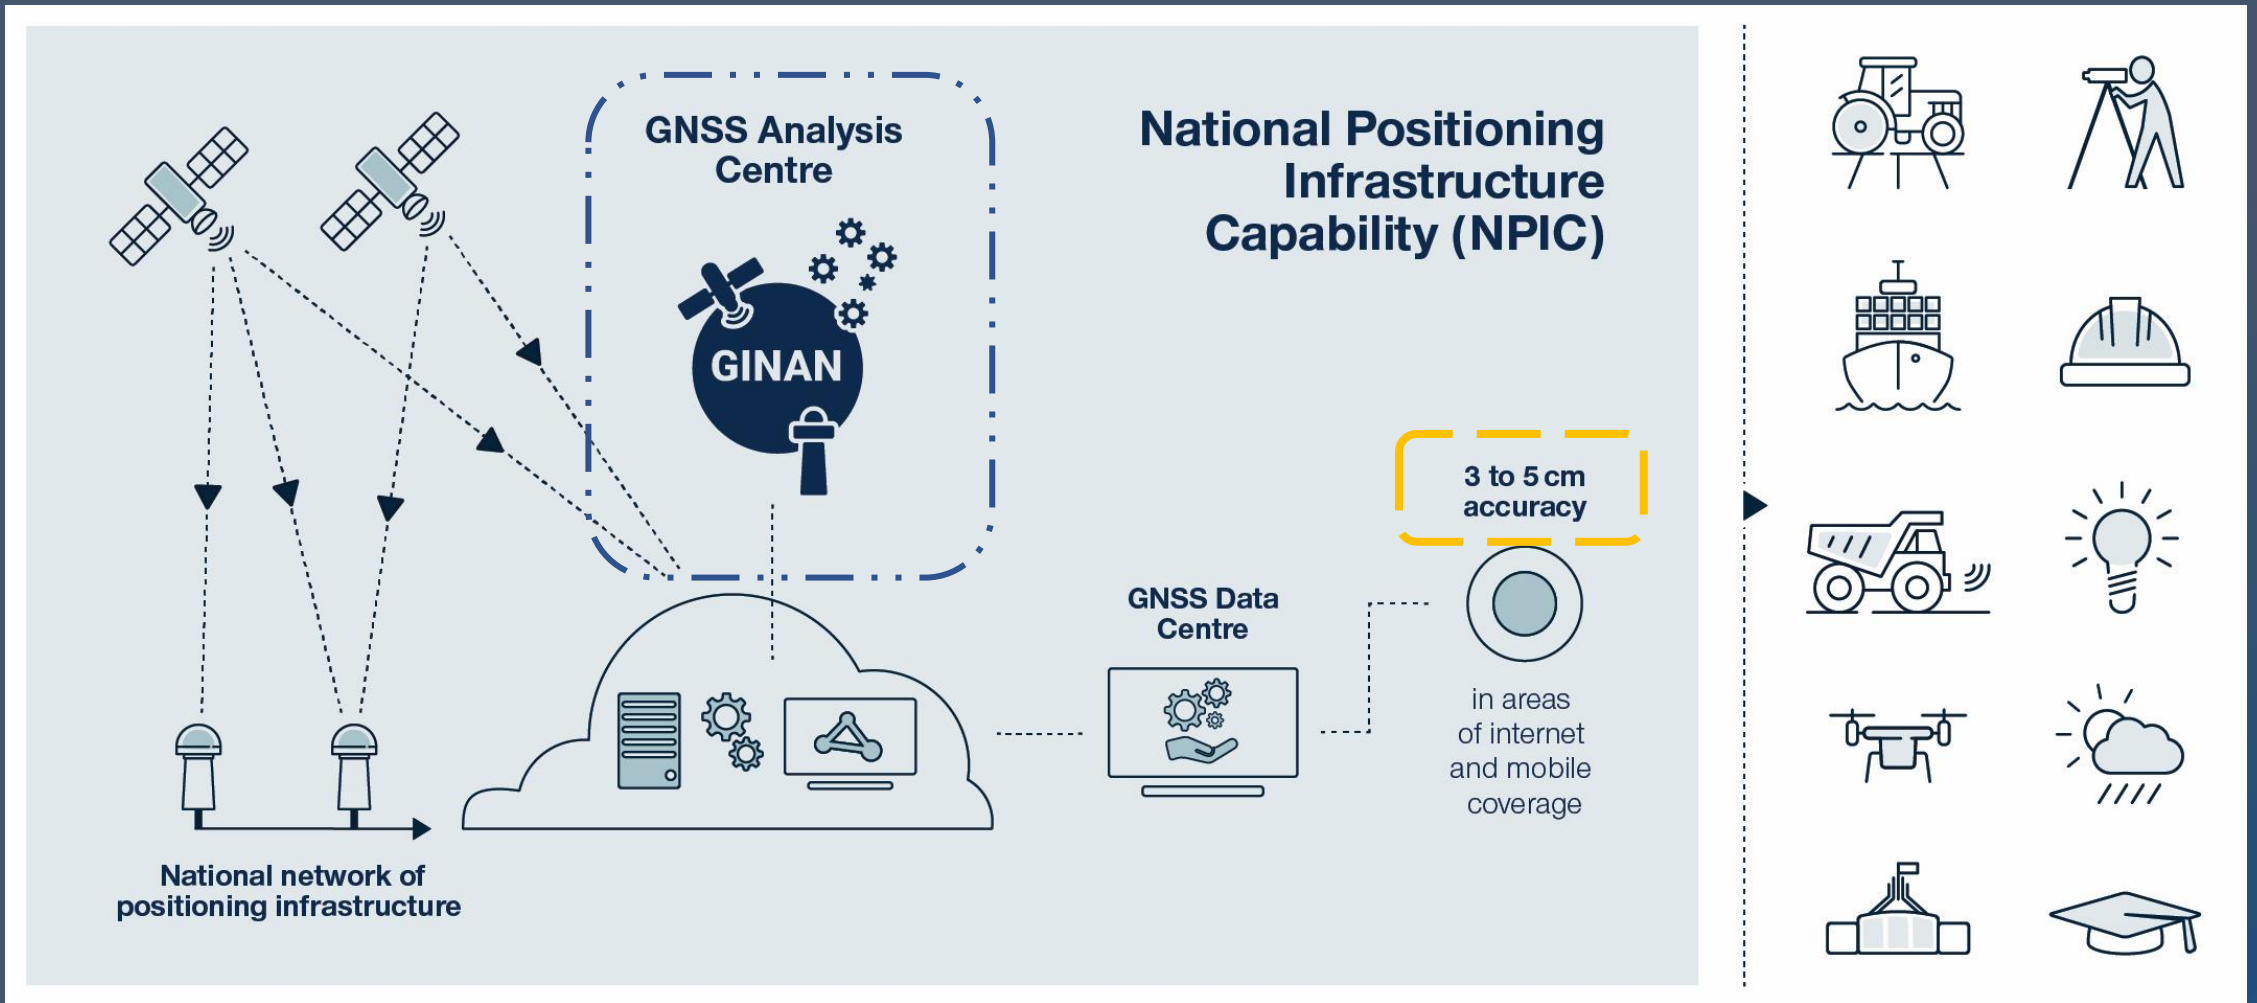 GNSS Analysis
Centre
GINAN
National Positioning
Infrastructure
Capability (NPIC)
3 to 5 cm
accuracy
in areas
of internet
and mobile
coverage
GNSS Data
Centre
National network of
positioning infrastructure